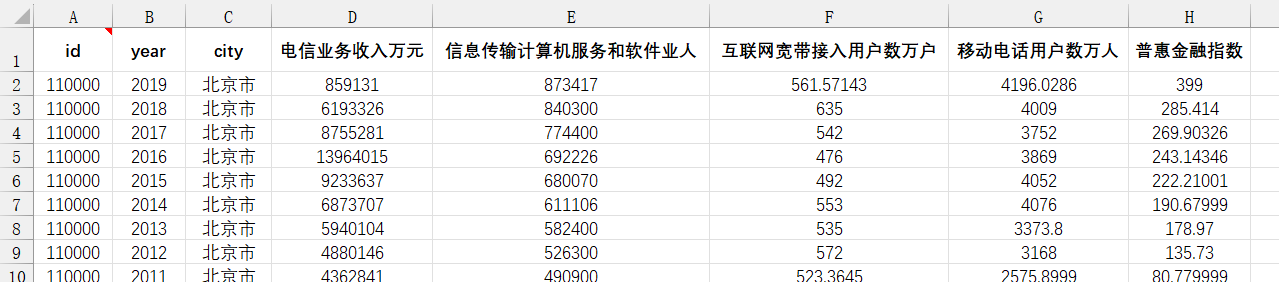 A B C D E F G H
1 id year city 电信业务收入万元 信息传输计算机服务和软件业人 互联网宽带接入用户数万户 移动电话用户数万人 普惠金融指数
2 110000 2019 北京市 859131 873417 561.57143 4196.0286 399
3 110000 2018 北京市 6193326 840300 635 4009 285.414
4 110000 2017 北京市 8755281 774400 542 3752 269.90326
5 110000 2016 北京市 13964015 692226 476 3869 243.14346
6 110000 2015 北京市 9233637 680070 492 4052 222.21001
7 110000 2014 北京市 6873707 611106 553 4076 190.67999
8 110000 2013 北京市 5940104 582400 535 3373.8 178.97
9 110000 2012 北京市 4880146 526300 572 3168 135.73
10 110000 2011 北京市 4362841 490900 523.3645 2575.8999 80.779999